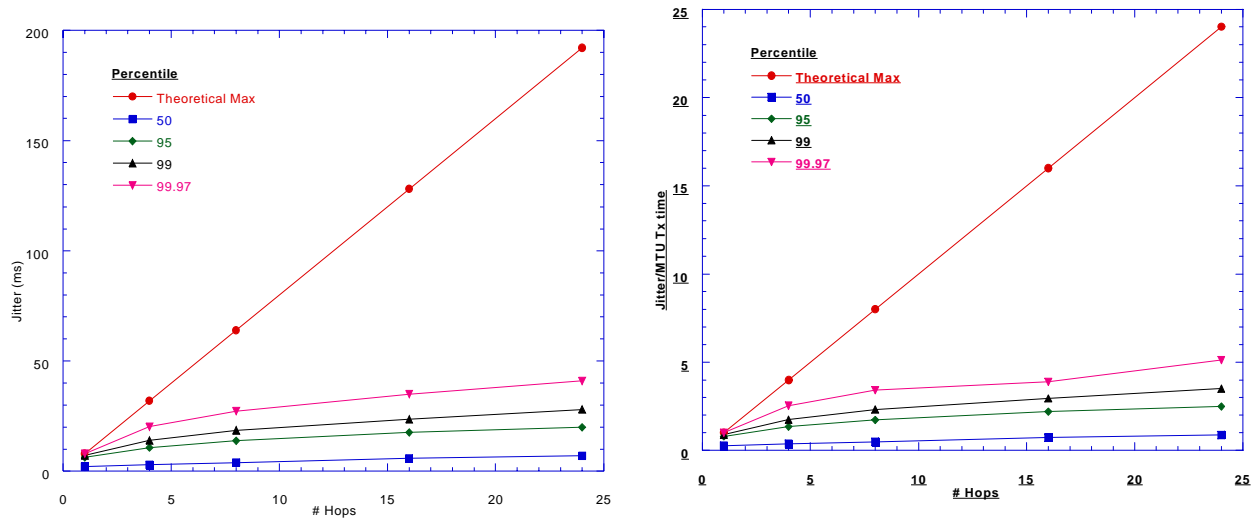 200
150
100
50
0
Jitter (ms)
Percentile
Theoretical Max
50
95
99
99.97
0 5 10 15 20 25
# Hops
25
20
15
10
5
0
Jitter/MTU Tx time
Percentile
Theoretical Max
50
95
99
99.97
0 5 10 15 20 25
# Hops